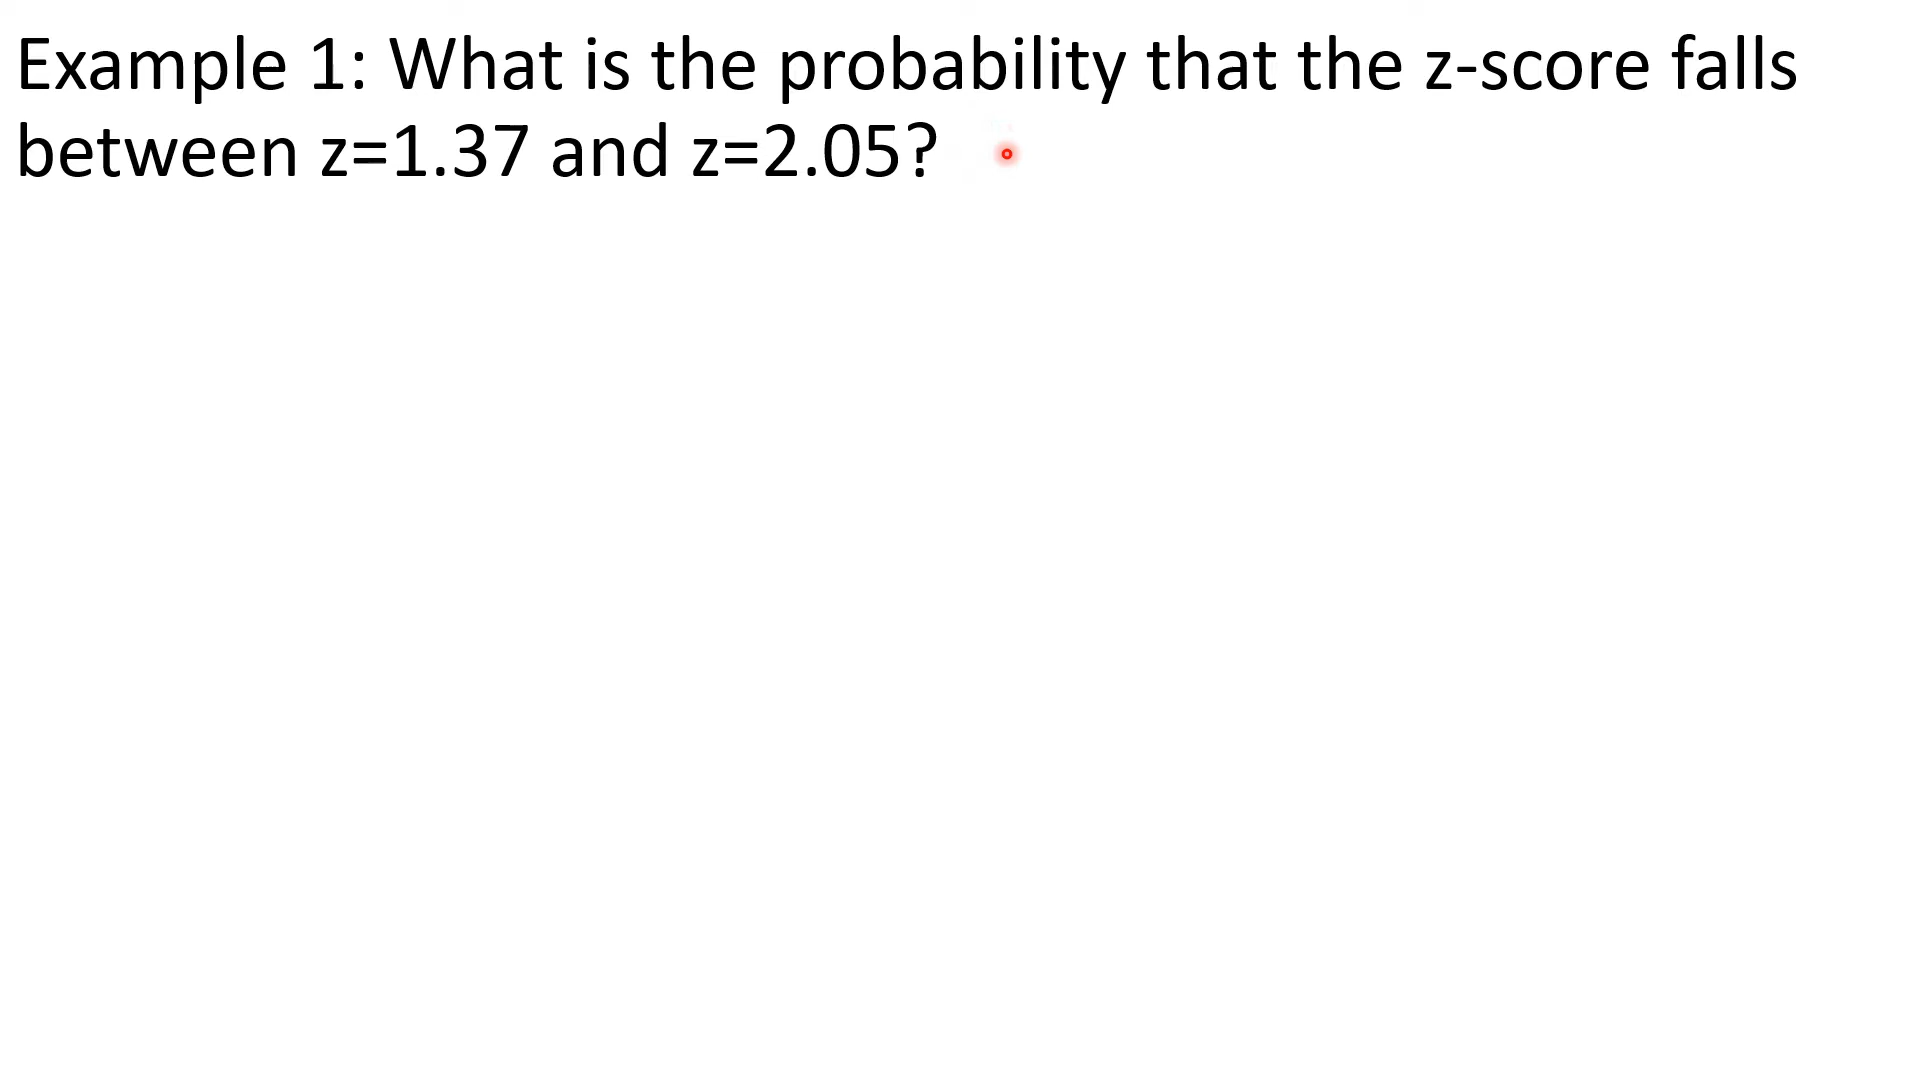 Example 1: What is the probability that the z-score falls
between z=1.37 and z=2.05?